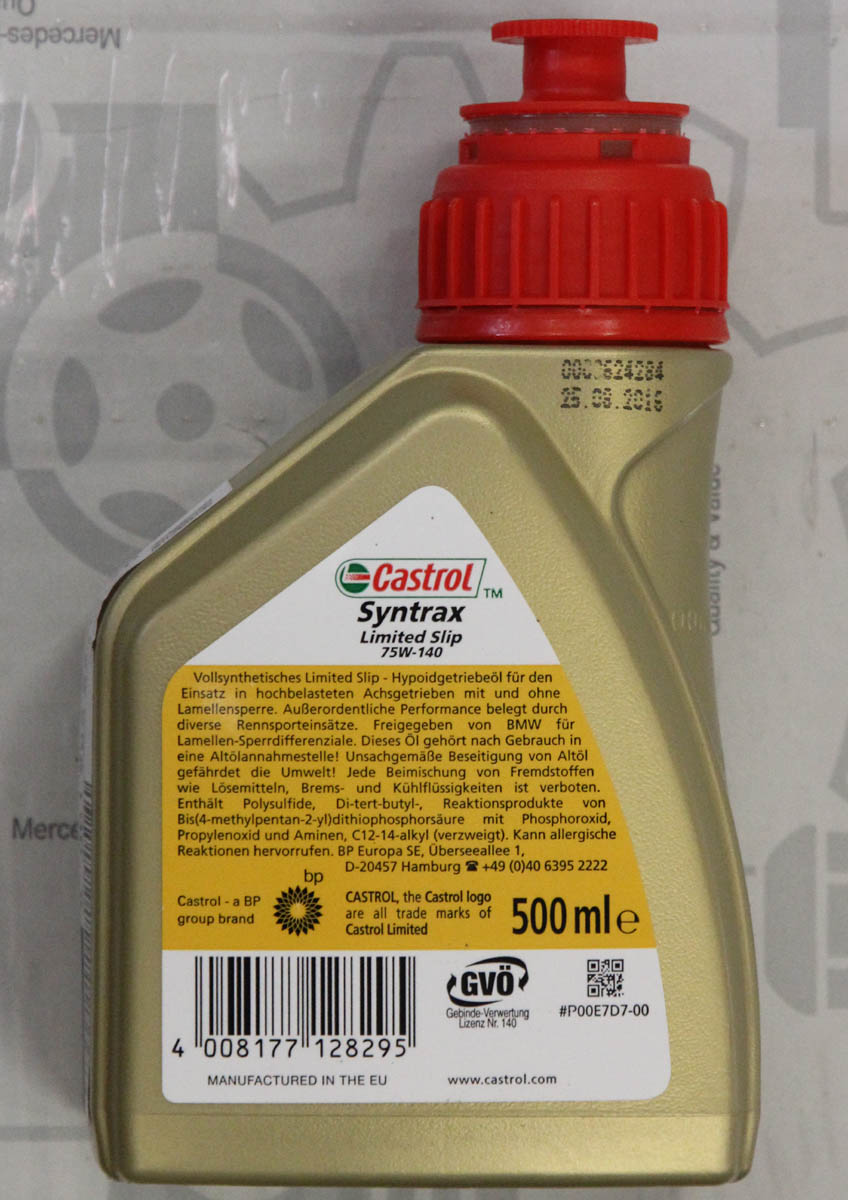 Mercedes-
Qu
25.08.2016
Quality & Value
Castrol TM
Syntrax
Limited Slip
75W-140
Vollsynthetisches Limited Slip - Hypoidgetriebeöl für den
Einsatz in hochbelasteten Achsgetrieben mit und ohne
Lamellensperre. Außerordentliche Performance belegt durch
diverse Rennsporteinsätze. Freigegeben von BMW für
Lamellen-Sperrdifferenziale. Dieses Öl gehört nach Gebrauch in
eine Altölannahmestelle! Unsachgemäße Beseitigung von Altöl
gefährdet die Umwelt! Jede Beimischung von Fremdstoffen
wie Lösemitteln, Brems- und Kühlflüssigkeiten ist verboten.
Enthält Polysulfide, Di-tert-butyl-, Reaktionsprodukte von
Bis(4-methylpentan-2-yl)dithiophosphorsäure mit Phosphoroxid,
Propylenoxid und Aminen, C12-14-alkyl (verzweigt). Kann allergische
Reaktionen hervorrufen. BP Europa SE, Überseeallee 1,
D-20457 Hamburg ☎ +49 (0)40 6395 2222
Merce
bp
Castrol - a BP
group brand
CASTROL, the Castrol logo
are all trade marks of
Castrol Limited
500 ml e
GVÖ
Gebinde-Verwertung
Lizenz Nr. 140
#P00E7D7-00
4 008177 128295
MANUFACTURED IN THE EU
www.castrol.com